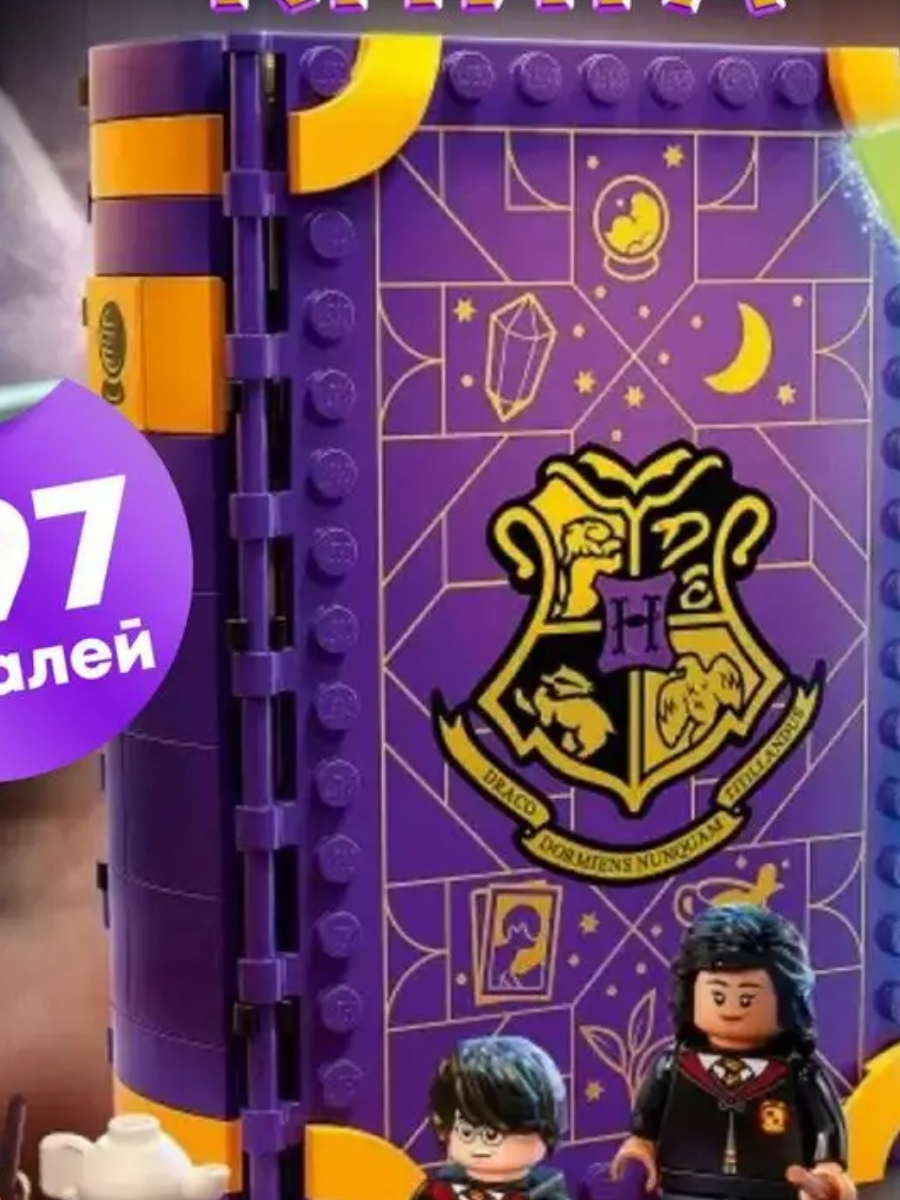 97
алей
H
DRACO
DORMIENS NUNQUAM
TITILLANDUS